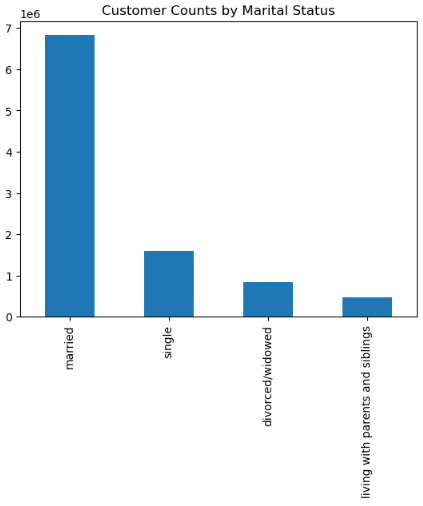 Customer Counts by Marital Status
1e6
7
6
5
4
3
2
1
0
married
single
divorced/widowed
living with parents and siblings